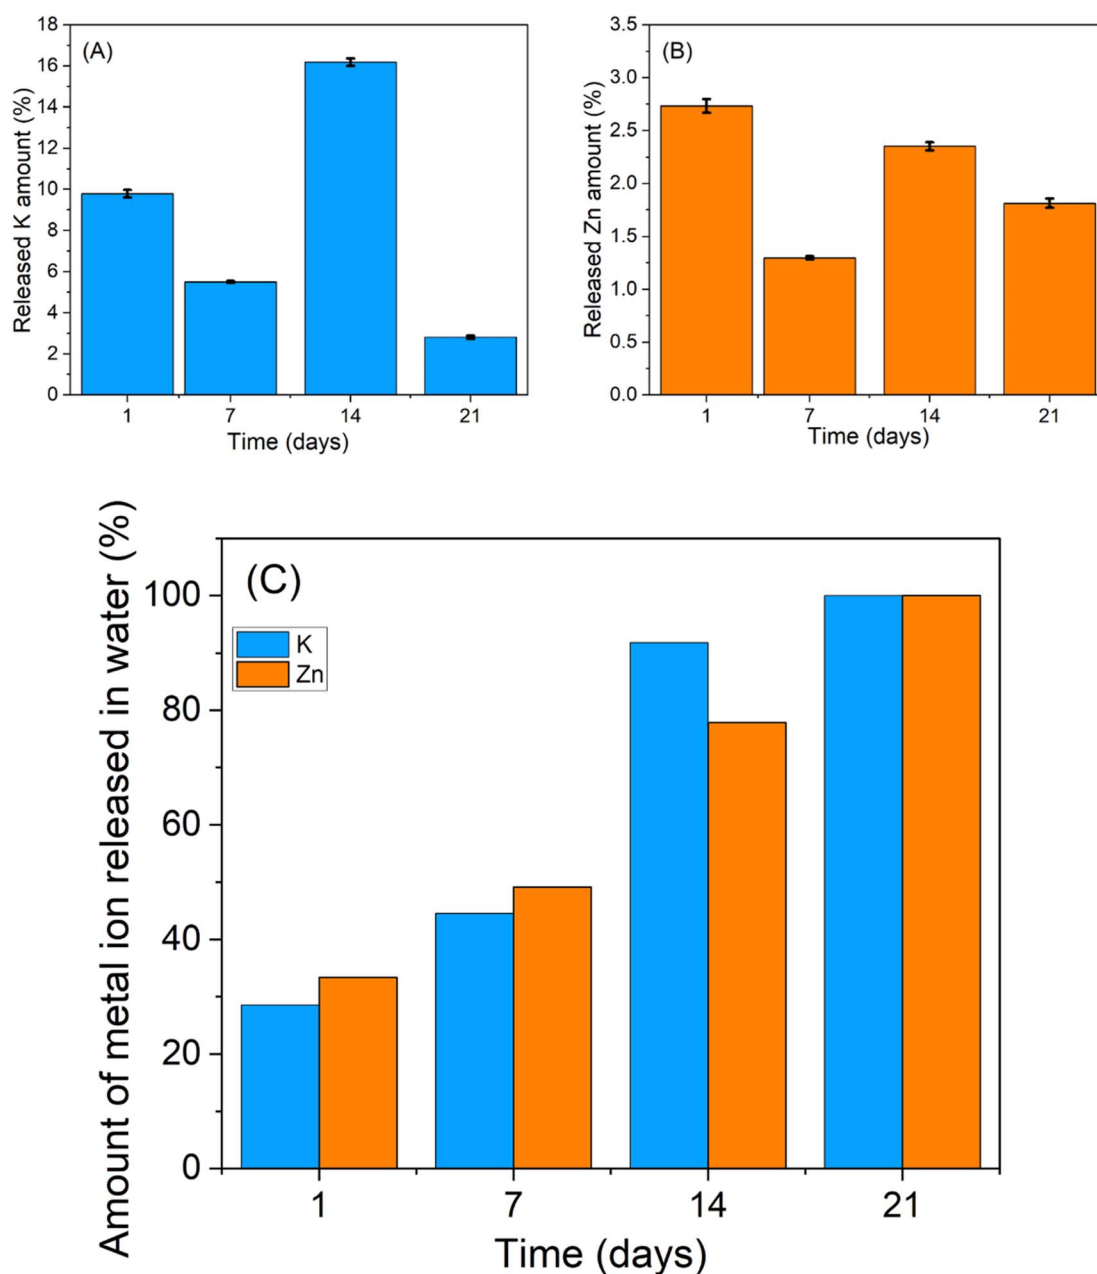 (A)
Released K amount (%)
18
16
14
12
10
8
6
4
2
0
1 7 14 21
Time (days)
(B)
Released Zn amount (%)
3.5
3.0
2.5
2.0
1.5
1.0
0.5
0.0
1 7 14 21
Time (days)
(C)
Amount of metal ion released in water (%)
K
Zn
100
80
60
40
20
0
1 7 14 21
Time (days)